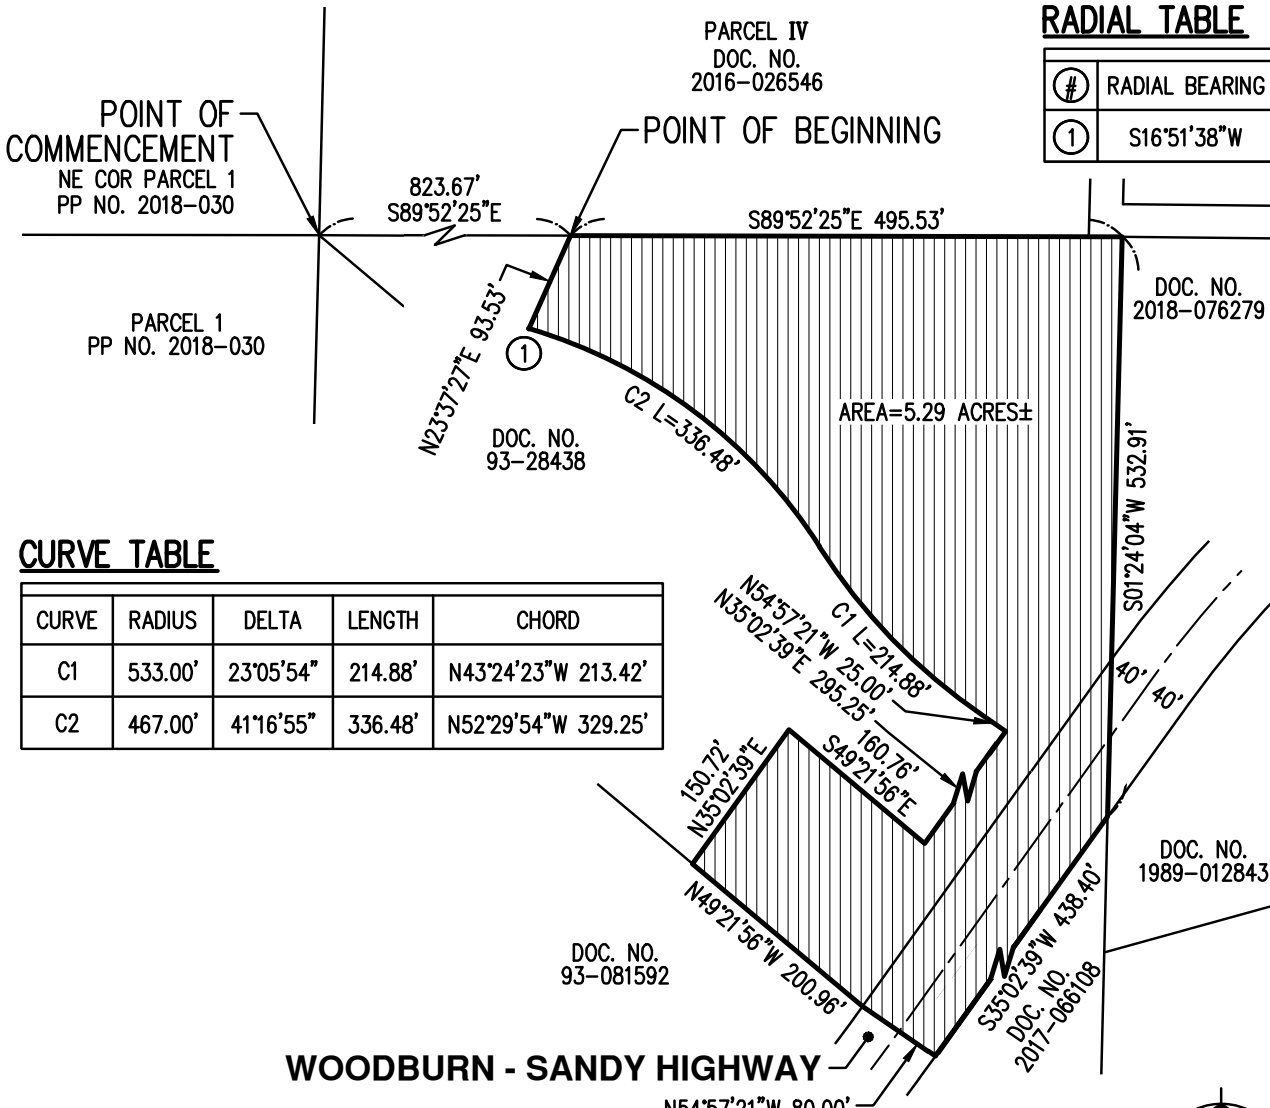 PARCEL IV
DOC. NO.
2016-026546
RADIAL TABLE
# RADIAL BEARING
1 S16°51'38"W
POINT OF
COMMENCEMENT
NE COR PARCEL 1
PP NO. 2018-030
POINT OF BEGINNING
823.67'
S89°52'25"E
S89°52'25"E 495.53'
DOC. NO.
2018-076279
PARCEL 1
PP NO. 2018-030
N23°37'27"E 93.53'
1
C2 L=336.48'
AREA=5.29 ACRES±
DOC. NO.
93-28438
S01°24'04"W 532.91'
CURVE TABLE
CURVE RADIUS DELTA LENGTH CHORD
C1 533.00' 23°05'54" 214.88' N43°24'23"W 213.42'
C2 467.00' 41°16'55" 336.48' N52°29'54"W 329.25'
C1 L=214.88'
N54°57'21"W 25.00'
N35°02'39"E 295.25'
160.76'
S49°21'56"E
40' 40'
150.72'
N35°02'39"E
DOC. NO.
1989-012843
N49°21'56"W 200.96'
S35°02'39"W 438.40'
DOC. NO.
2017-066108
DOC. NO.
93-081592
WOODBURN - SANDY HIGHWAY
N54°57'21"W 80.00'